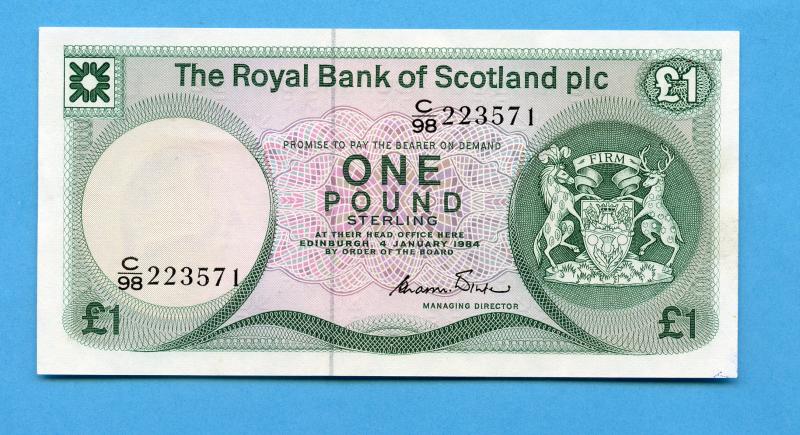 The Royal Bank of Scotland plc
£1
C/98 223571
PROMISE TO PAY THE BEARER ON DEMAND
ONE
POUND
STERLING
AT THEIR HEAD OFFICE HERE
EDINBURGH, 4 JANUARY 1984
BY ORDER OF THE BOARD
FIRM
C/98 223571
MANAGING DIRECTOR
£1
£1